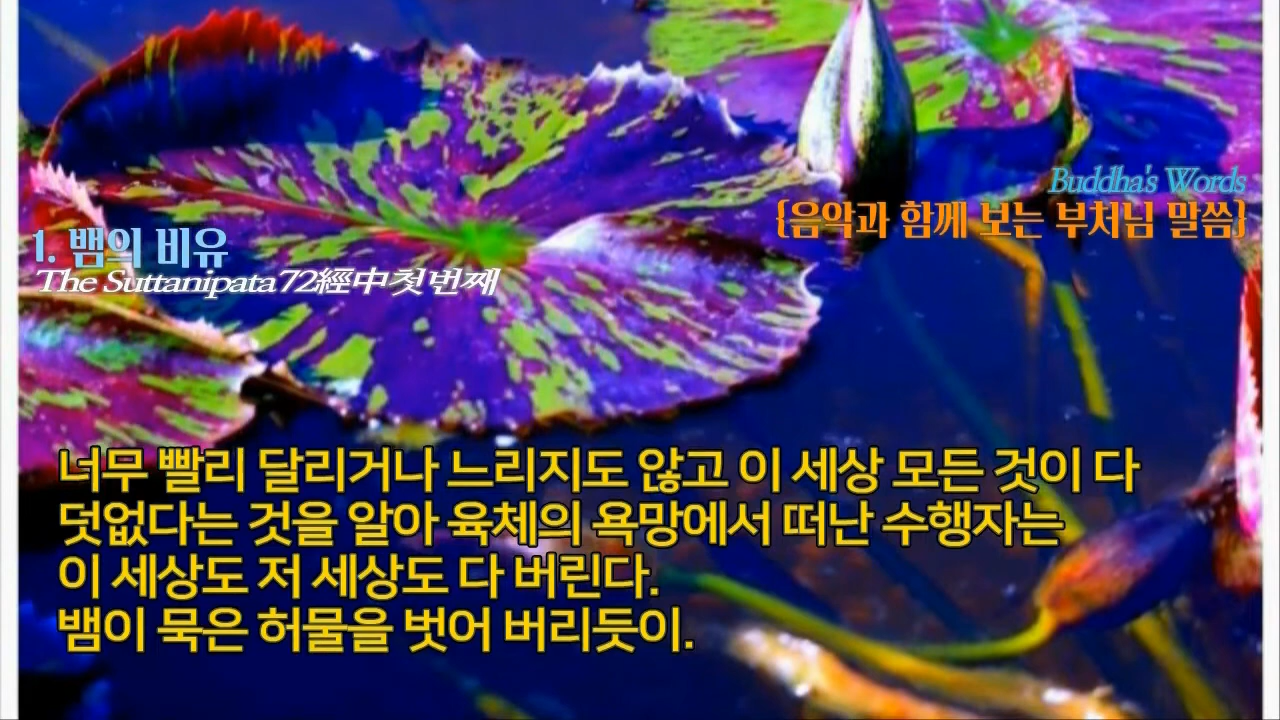 Buddha's Words
{음악과 함께 보는 부처님 말씀}
1. 뱀의 비유
The Suttanipata 72經中 첫 번째
너무 빨리 달리거나 느리지도 않고 이 세상 모든 것이 다
덧없다는 것을 알아 육체의 욕망에서 떠난 수행자는
이 세상도 저 세상도 다 버린다.
뱀이 묵은 허물을 벗어 버리듯이.